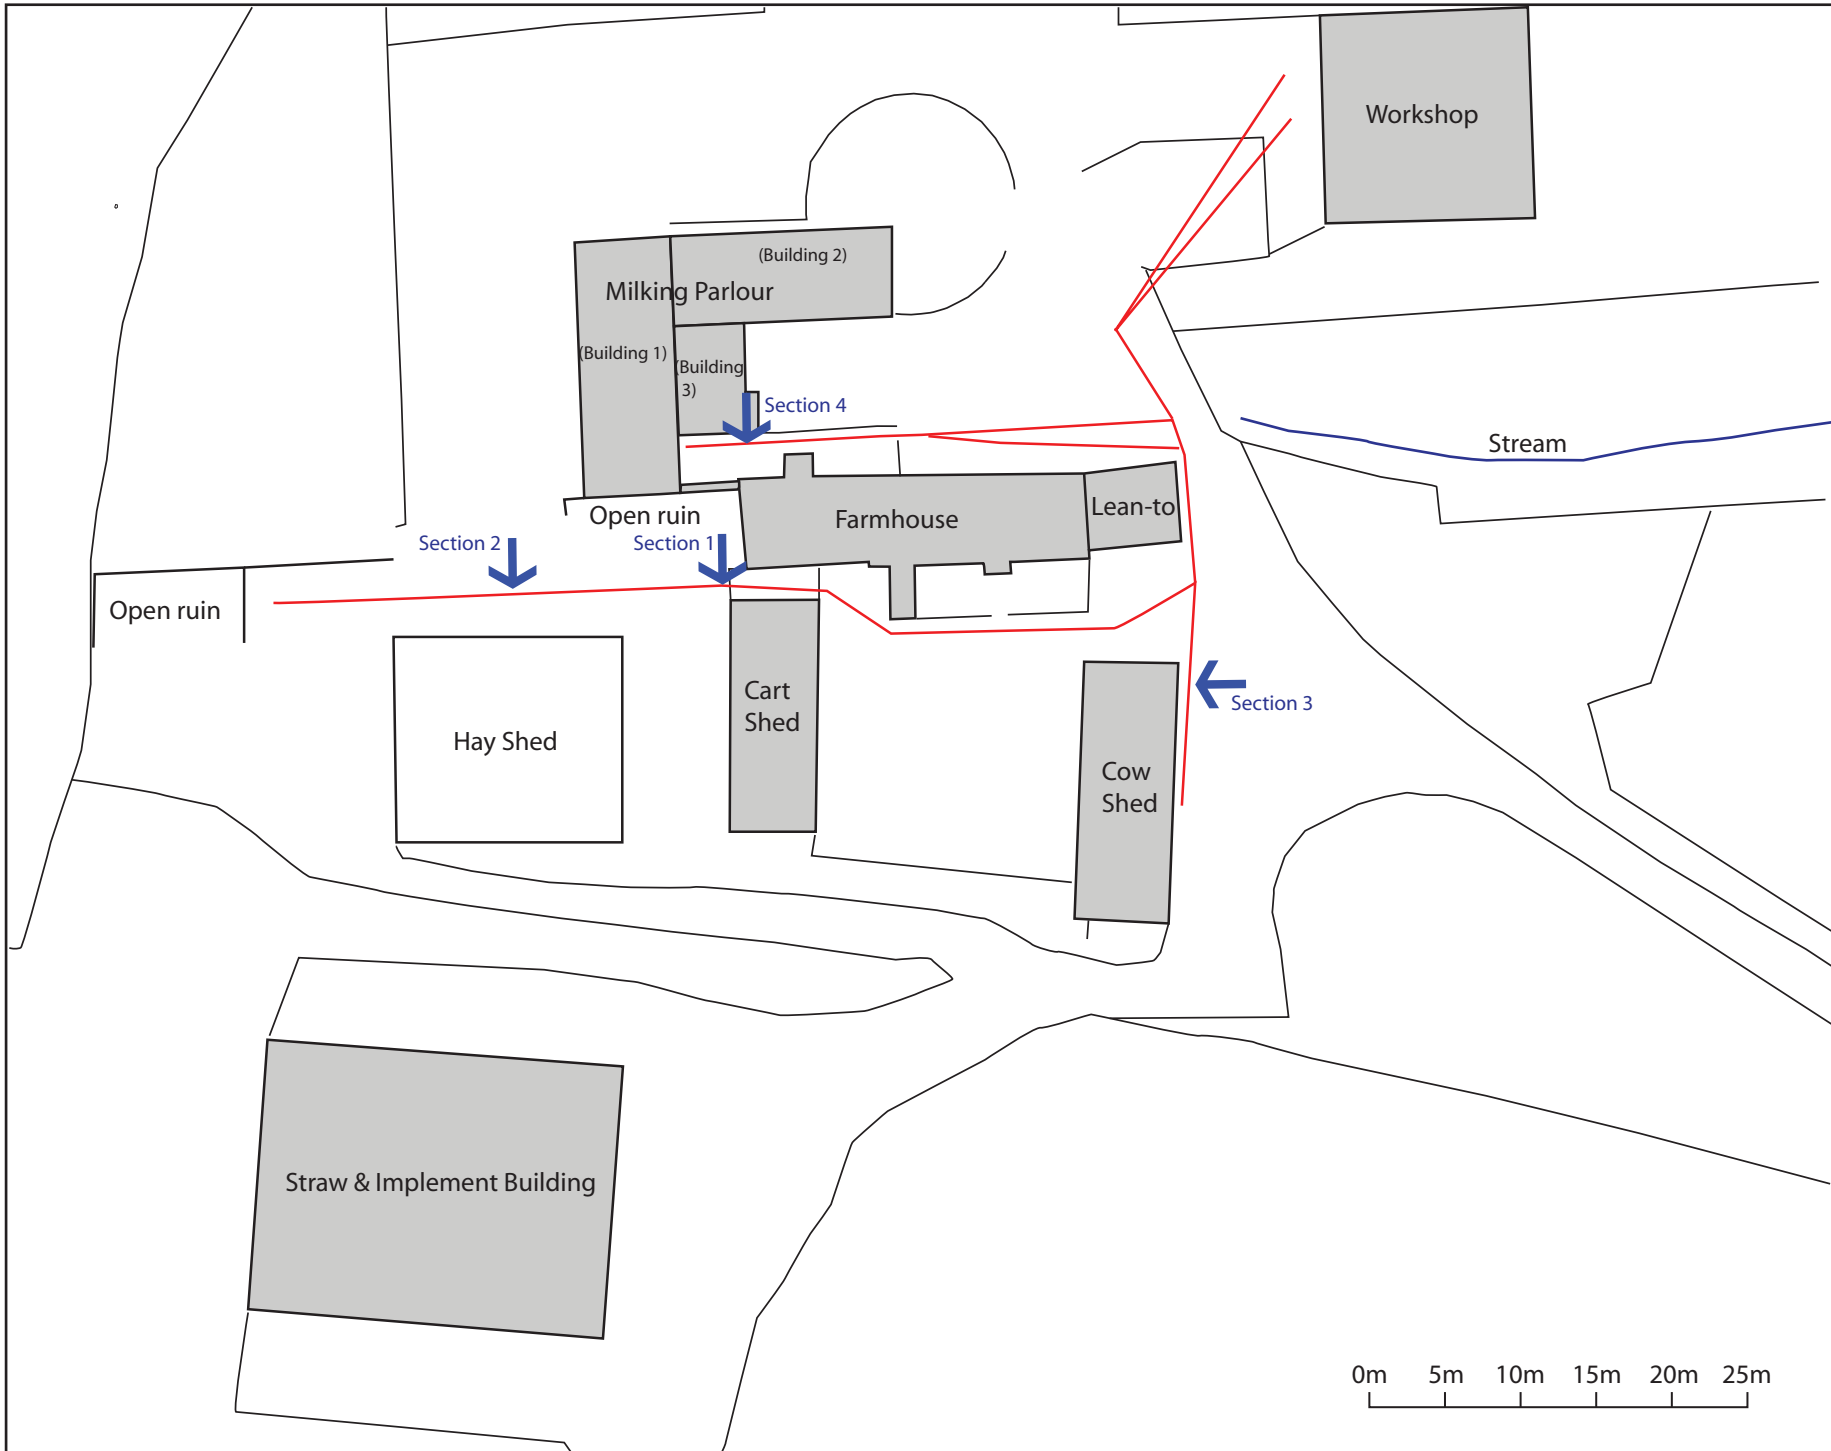 Workshop
(Building 2)
Milking Parlour
(Building 1)
(Building
3)
Section 4
Stream
Lean-to
Open ruin
Farmhouse
Section 2
Section 1
Open ruin
Section 3
Cart
Shed
Hay Shed
Cow
Shed
Straw & Implement Building
0m 5m 10m 15m 20m 25m